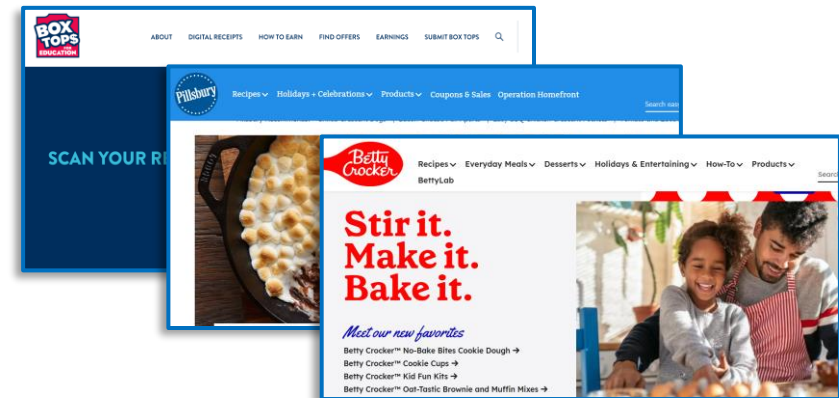 BOX
TOPS
FOR
EDUCATION
ABOUT DIGITAL RECEIPTS HOW TO EARN FIND OFFERS EARNINGS SUBMIT BOX TOPS
SCAN YOUR
Pillsbury
Recipes Holidays + Celebrations Products Coupons & Sales Operation Homefront
Search
Betty
Crocker
Recipes Everyday Meals Desserts Holidays & Entertaining How-To Products
BettyLab
Search
Stir it.
Make it.
Bake it.
Meet our new favorites
Betty Crocker™ No-Bake Bites Cookie Dough →
Betty Crocker™ Cookie Cups →
Betty Crocker™ Kid Fun Kits →
Betty Crocker™ Oat-Tastic Brownie and Muffin Mixes →